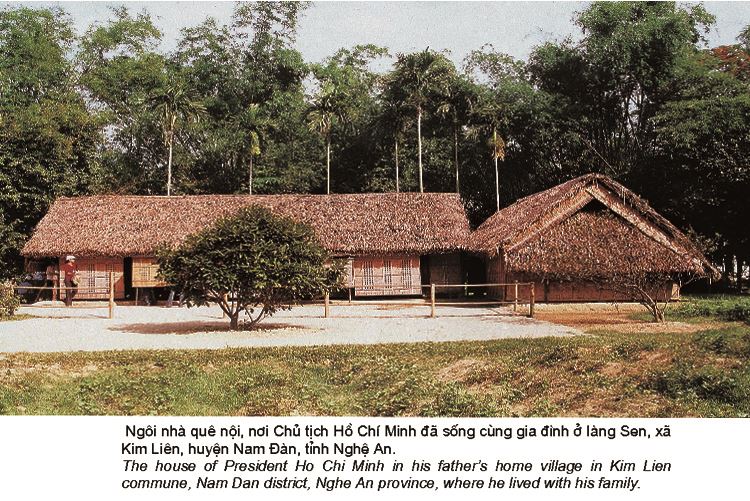 Ngôi nhà quê nội, nơi Chủ tịch Hồ Chí Minh đã sống cùng gia đình ở làng Sen, xã
Kim Liên, huyện Nam Đàn, tỉnh Nghệ An.
The house of President Ho Chi Minh in his father's home village in Kim Lien
commune, Nam Dan district, Nghe An province, where he lived with his family.